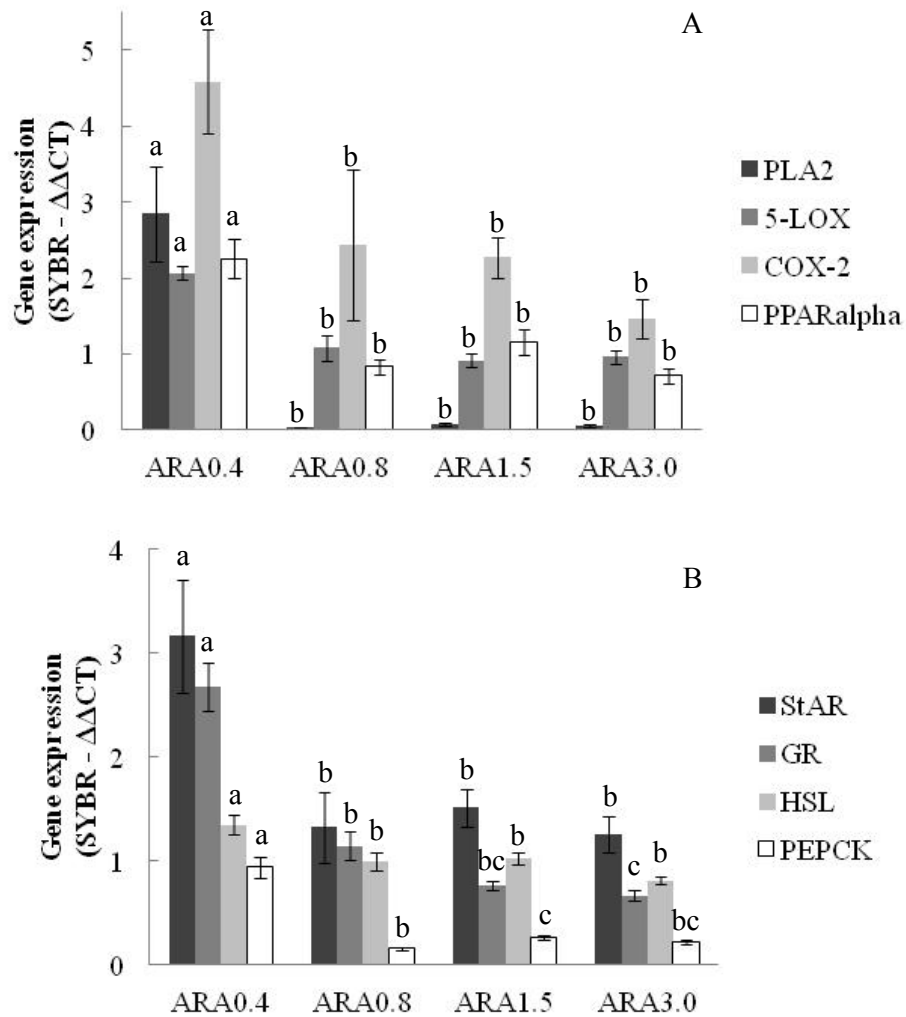 A
Gene expression
(SYBR - ΔΔCT)
5
4
3
2
1
0
a
a
a
a
b
b
b
b
b
b
b
b
b
b
b
b
ARA0.4
ARA0.8
ARA1.5
ARA3.0
PLA2
5-LOX
COX-2
PPARalpha
B
Gene expression
(SYBR - ΔΔCT)
4
3
2
1
0
a
a
a
a
b
b
b
b
b
bc
b
c
b
c
b
bc
ARA0.4
ARA0.8
ARA1.5
ARA3.0
StAR
GR
HSL
PEPCK